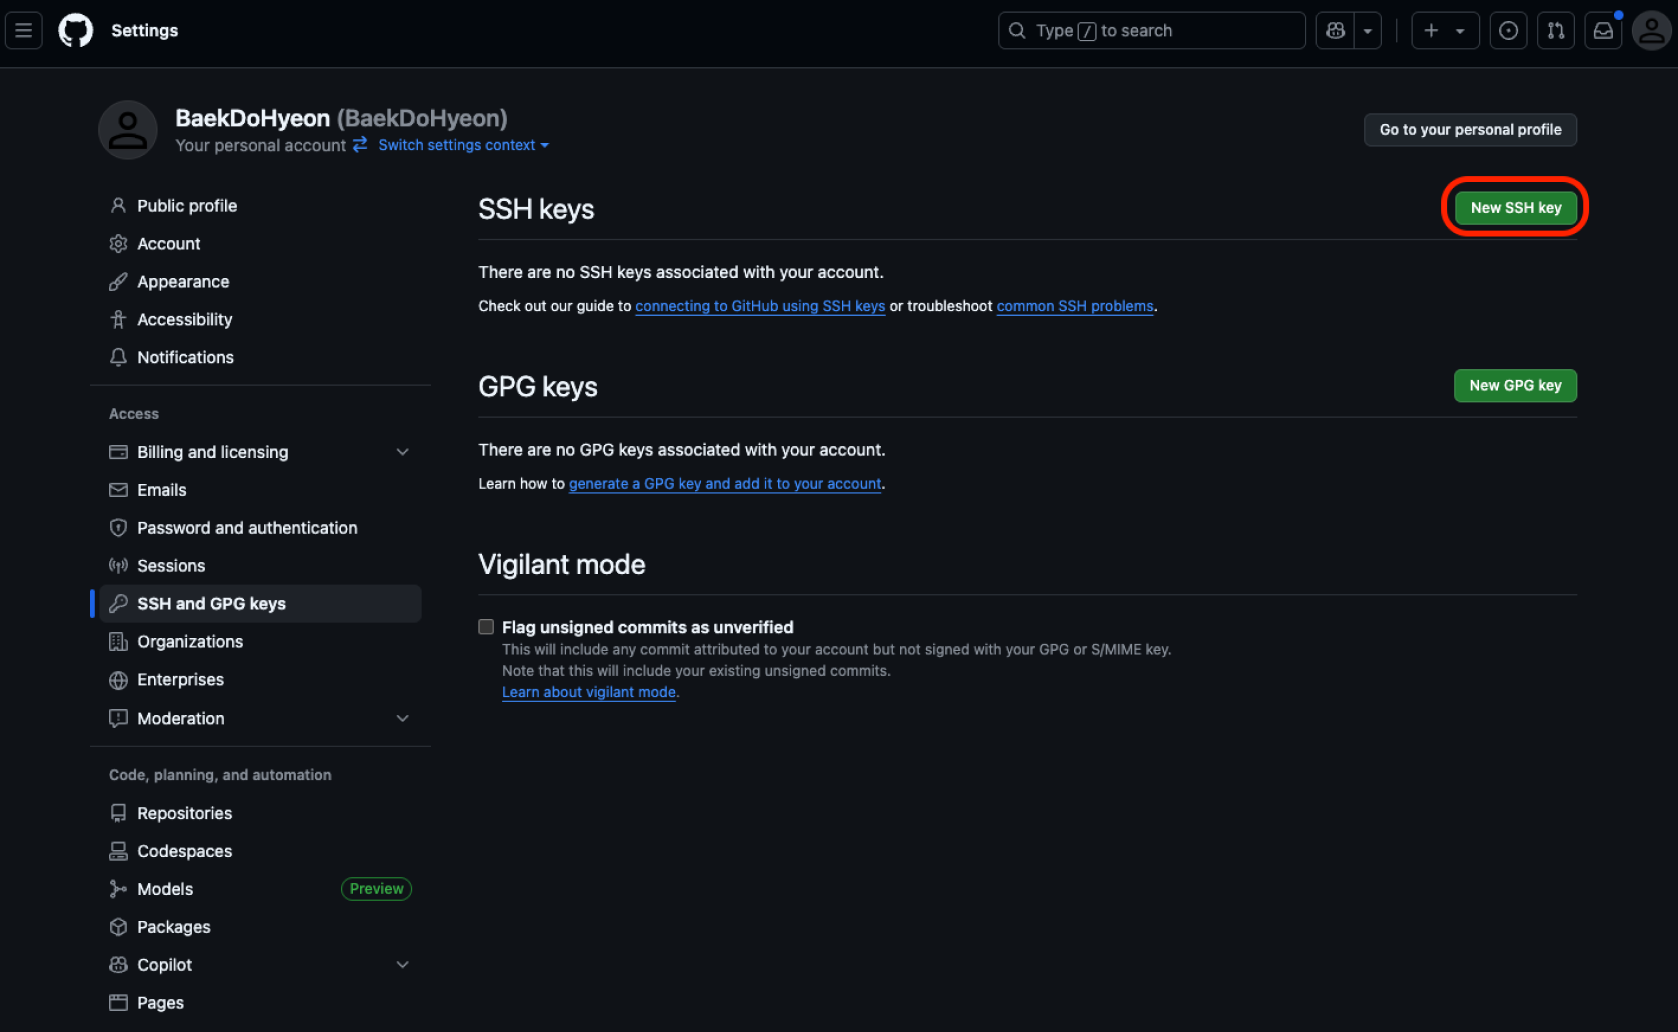 Settings
Type / to search
BaekDoHyeon (BaekDoHyeon)
Your personal account Switch settings context
Go to your personal profile
Public profile
Account
Appearance
Accessibility
Notifications
Access
Billing and licensing
Emails
Password and authentication
Sessions
SSH and GPG keys
Organizations
Enterprises
Moderation
Code, planning, and automation
Repositories
Codespaces
Models Preview
Packages
Copilot
Pages
SSH keys
New SSH key
There are no SSH keys associated with your account.
Check out our guide to connecting to GitHub using SSH keys or troubleshoot common SSH problems.
GPG keys
New GPG key
There are no GPG keys associated with your account.
Learn how to generate a GPG key and add it to your account.
Vigilant mode
Flag unsigned commits as unverified
This will include any commit attributed to your account but not signed with your GPG or S/MIME key.
Note that this will include your existing unsigned commits.
Learn about vigilant mode.